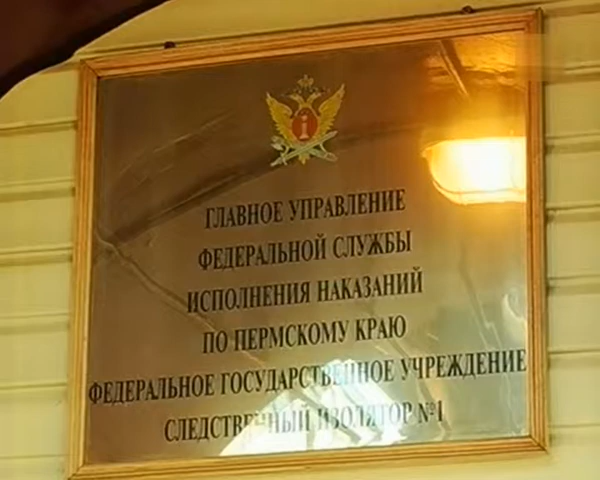 ГЛАВНОЕ УПРАВЛЕНИЕ
ФЕДЕРАЛЬНОЙ СЛУЖБЫ
ИСПОЛНЕНИЯ НАКАЗАНИЙ
ПО ПЕРМСКОМУ КРАЮ
ФЕДЕРАЛЬНОЕ ГОСУДАРСТВЕННОЕ УЧРЕЖДЕНИЕ
СЛЕДСТВЕННЫЙ ИЗОЛЯТОР №1